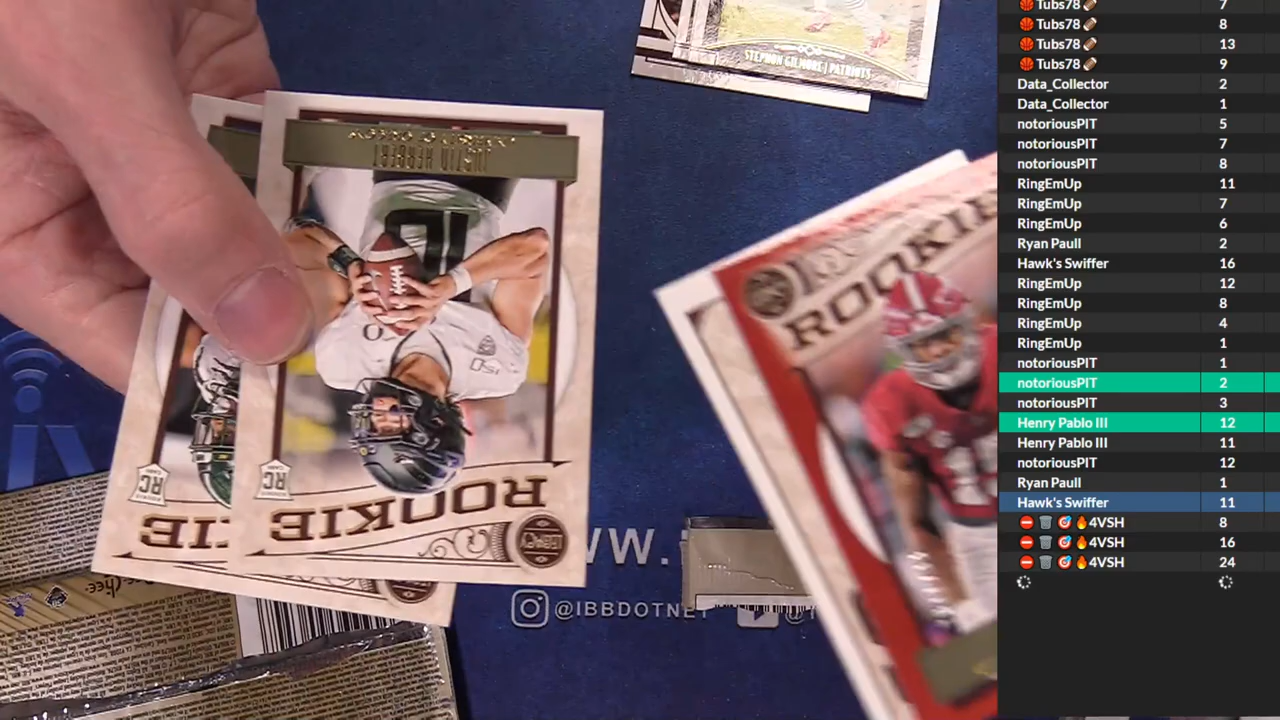 STEPHON GILMORE | PATRIOTS
JUSTIN HERBERT
ROOKIE
RC
LEGACY
RC
ROOKIE
WWW.
@IBBDOTNET
Tubs78 7
Tubs78 8
Tubs78 13
Tubs78 9
Data_Collector 2
Data_Collector 1
notoriousPIT 5
notoriousPIT 7
notoriousPIT 8
RingEmUp 11
RingEmUp 7
RingEmUp 6
Ryan Paull 2
Hawk's Swiffer 16
RingEmUp 12
RingEmUp 8
RingEmUp 4
RingEmUp 1
notoriousPIT 1
notoriousPIT 2
notoriousPIT 3
Henry Pablo III 12
Henry Pablo III 11
notoriousPIT 12
Ryan Paull 1
Hawk's Swiffer 11
4VSH 8
4VSH 16
4VSH 24